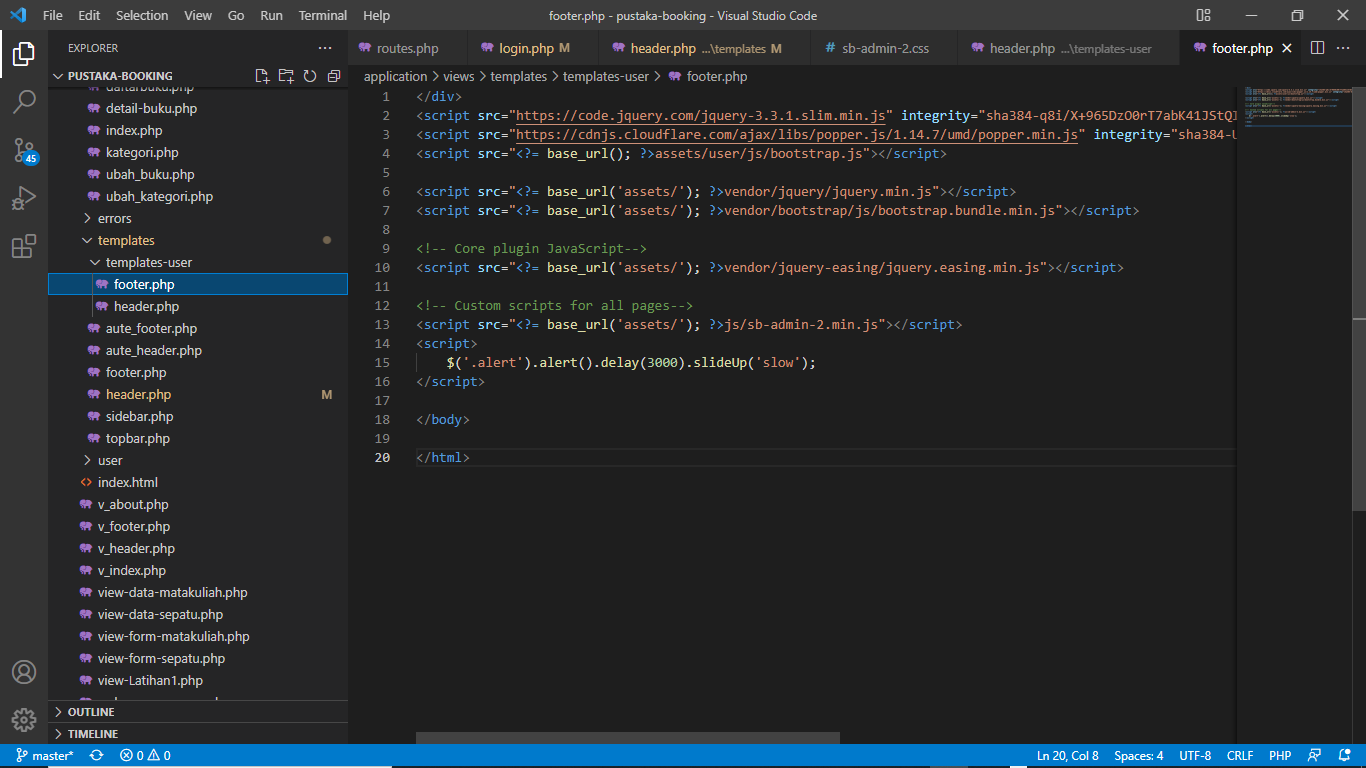 File Edit Selection View Go Run Terminal Help
footer.php - pustaka-booking - Visual Studio Code
EXPLORER
PUSTAKA-BOOKING
daftarbuku.php
detail-buku.php
index.php
kategori.php
ubah_buku.php
ubah_kategori.php
errors
templates
templates-user
footer.php
header.php
aute_footer.php
aute_header.php
footer.php
header.php M
sidebar.php
topbar.php
user
index.html
v_about.php
v_footer.php
v_header.php
v_index.php
view-data-matakuliah.php
view-data-sepatu.php
view-form-matakuliah.php
view-form-sepatu.php
view-Latihan1.php
OUTLINE
TIMELINE
45
routes.php login.php M header.php ...\templates M # sb-admin-2.css header.php ...\templates-user footer.php
application > views > templates > templates-user > footer.php
1 </div>
2 <script src="https://code.jquery.com/jquery-3.3.1.slim.min.js" integrity="sha384-q8i/X+965DzO0rT7abK41JStQI
3 <script src="https://cdnjs.cloudflare.com/ajax/libs/popper.js/1.14.7/umd/popper.min.js" integrity="sha384-U
4 <script src="<?= base_url(); ?>assets/user/js/bootstrap.js"></script>
5
6 <script src="<?= base_url('assets/'); ?>vendor/jquery/jquery.min.js"></script>
7 <script src="<?= base_url('assets/'); ?>vendor/bootstrap/js/bootstrap.bundle.min.js"></script>
8
9 <!-- Core plugin JavaScript-->
10 <script src="<?= base_url('assets/'); ?>vendor/jquery-easing/jquery.easing.min.js"></script>
11
12 <!-- Custom scripts for all pages-->
13 <script src="<?= base_url('assets/'); ?>js/sb-admin-2.min.js"></script>
14 <script>
15 $('.alert').alert().delay(3000).slideUp('slow');
16 </script>
17
18 </body>
19
20 </html>
master* 0 0 Ln 20, Col 8 Spaces: 4 UTF-8 CRLF PHP